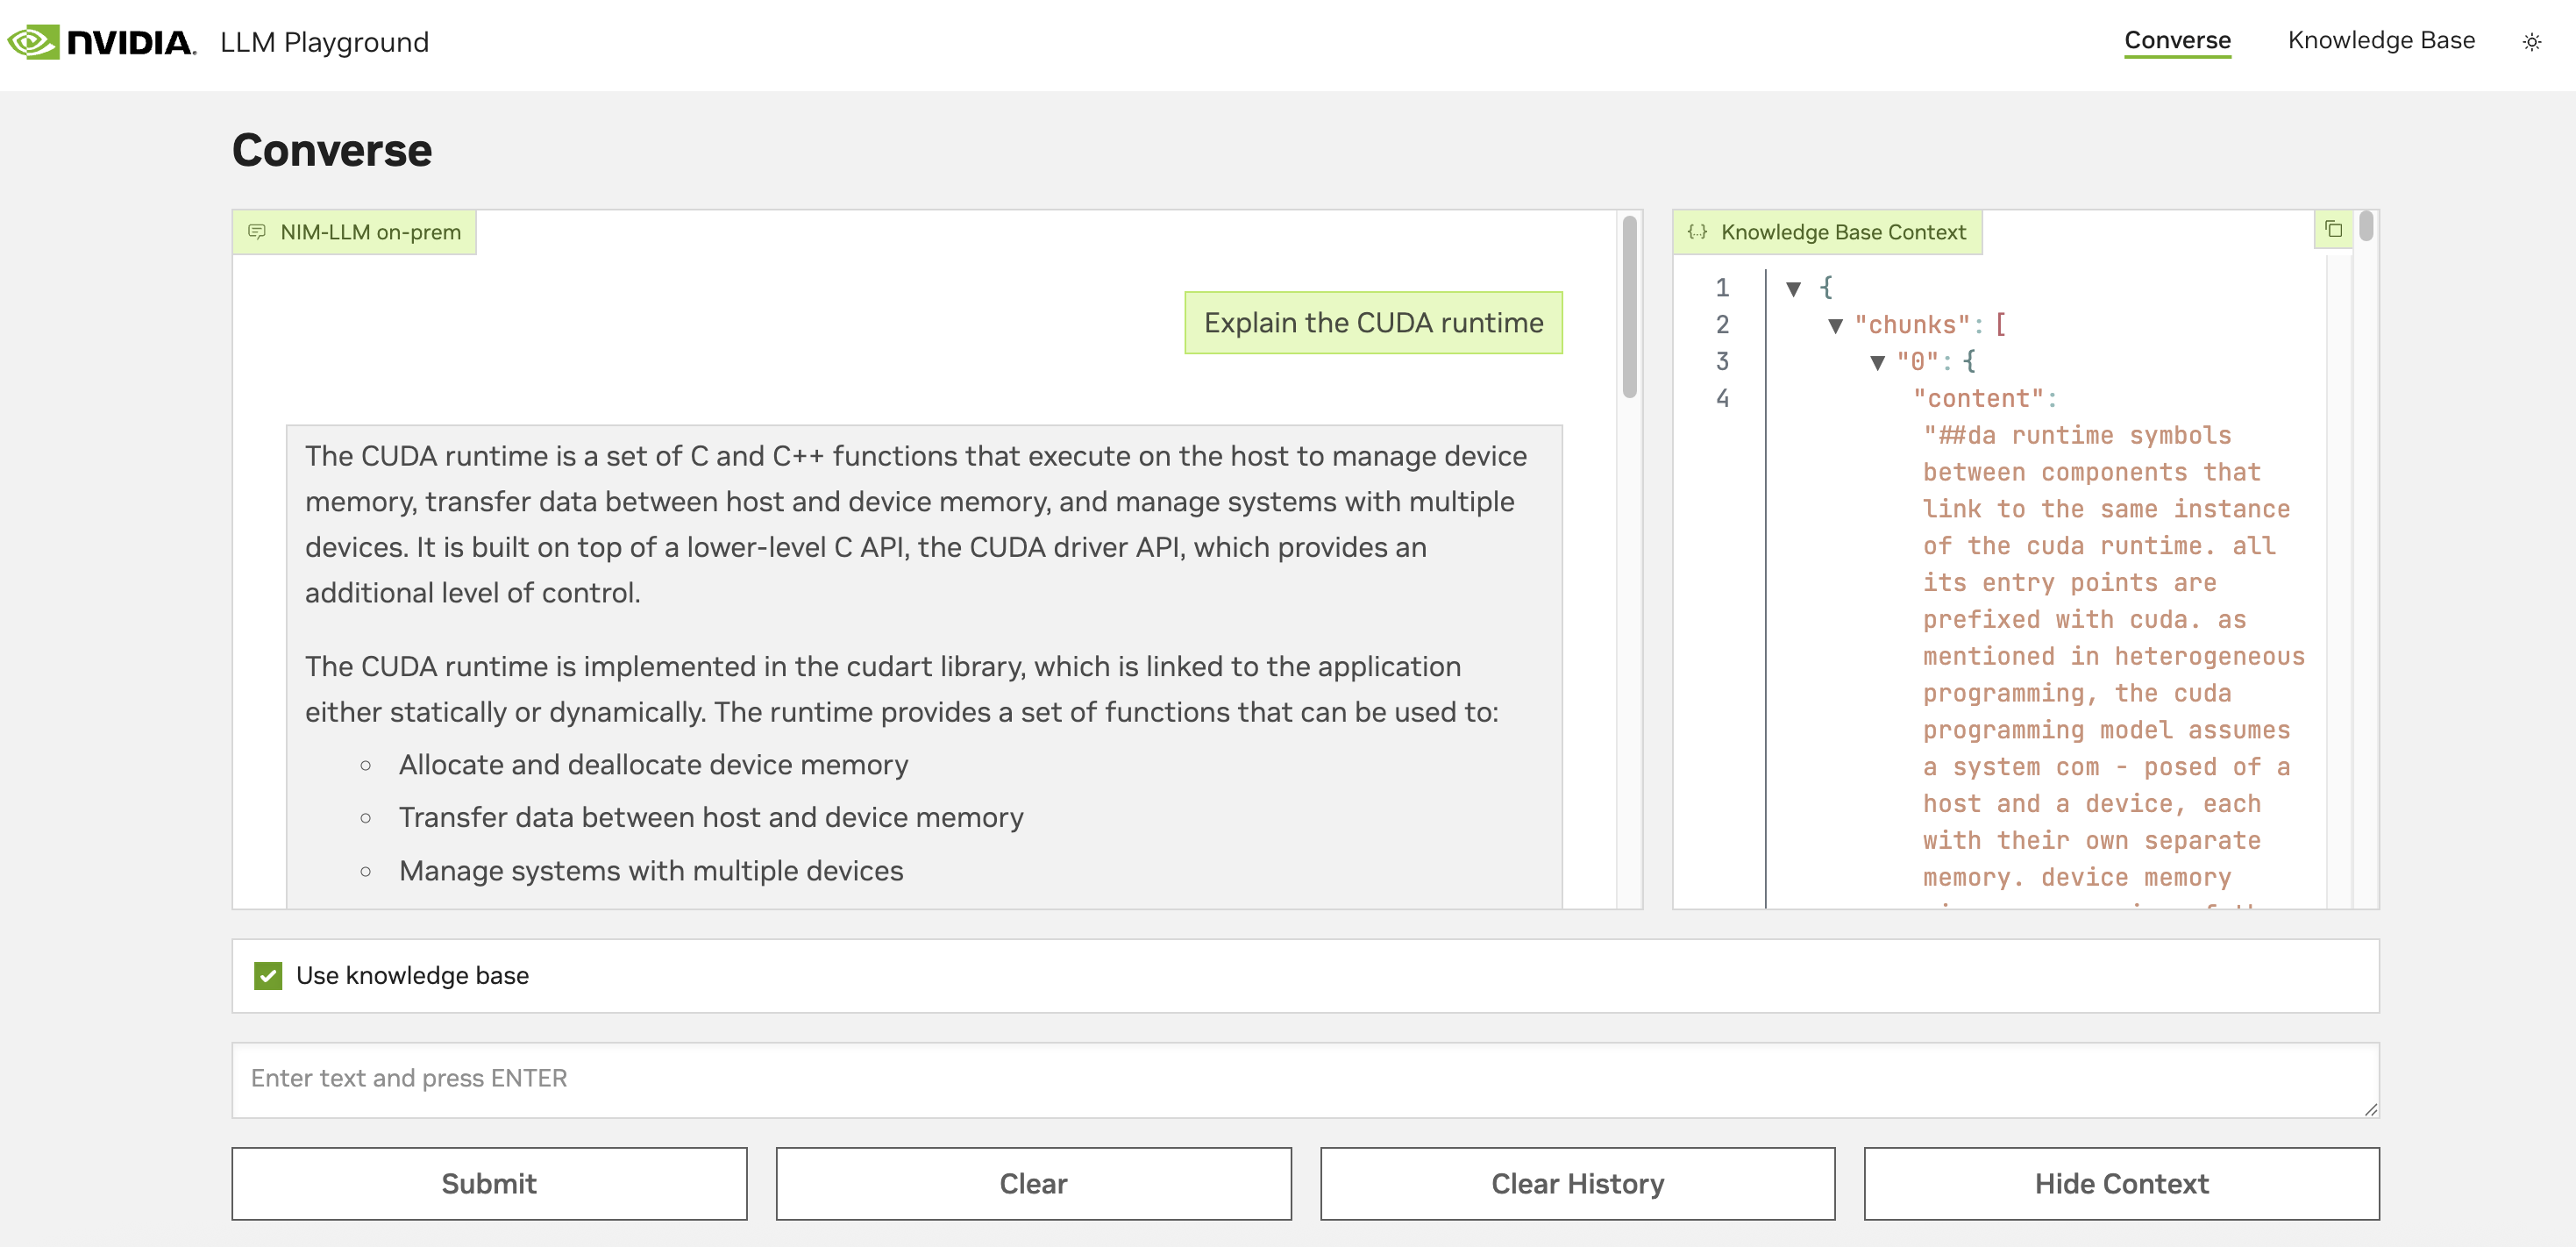 NVIDIA. LLM Playground
Converse
Knowledge Base
Converse
NIM-LLM on-prem
Explain the CUDA runtime
The CUDA runtime is a set of C and C++ functions that execute on the host to manage device
memory, transfer data between host and device memory, and manage systems with multiple
devices. It is built on top of a lower-level C API, the CUDA driver API, which provides an
additional level of control.
The CUDA runtime is implemented in the cudart library, which is linked to the application
either statically or dynamically. The runtime provides a set of functions that can be used to:
Allocate and deallocate device memory
Transfer data between host and device memory
Manage systems with multiple devices
{...} Knowledge Base Context
1 ▼ {
2 ▼ "chunks": [
3 ▼ "0": {
4 "content":
"##da runtime symbols
between components that
link to the same instance
of the cuda runtime. all
its entry points are
prefixed with cuda. as
mentioned in heterogeneous
programming, the cuda
programming model assumes
a system com - posed of a
host and a device, each
with their own separate
memory. device memory
Use knowledge base
Enter text and press ENTER
Submit
Clear
Clear History
Hide Context